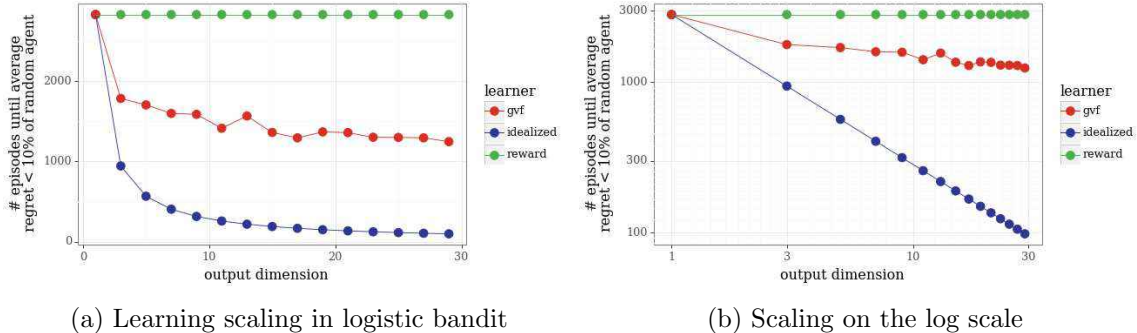 # episodes until average
regret < 10% of random agent
2000
1000
0
0
10
20
30
output dimension
learner
gvf
idealized
reward
(a) Learning scaling in logistic bandit
# episodes until average
regret < 10% of random agent
3000
1000
300
100
1
3
10
30
output dimension
learner
gvf
idealized
reward
(b) Scaling on the log scale